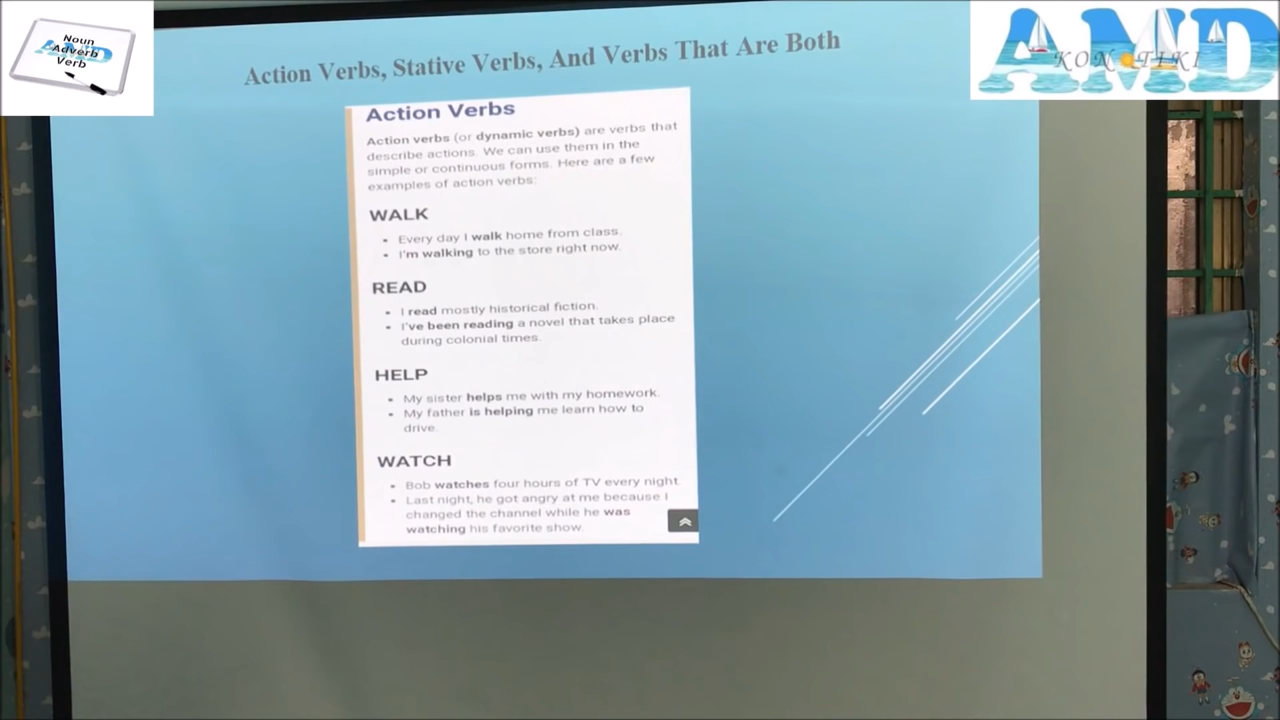 Noun
Adverb
Verb
AMD
AMD
KON TIKI
Action Verbs, Stative Verbs, And Verbs That Are Both
Action Verbs
Action verbs (or dynamic verbs) are verbs that
describe actions. We can use them in the
simple or continuous forms. Here are a few
examples of action verbs:
WALK
• Every day I walk home from class.
• I'm walking to the store right now.
READ
• I read mostly historical fiction.
• I've been reading a novel that takes place
during colonial times.
HELP
• My sister helps me with my homework.
• My father is helping me learn how to
drive.
WATCH
• Bob watches four hours of TV every night.
• Last night, he got angry at me because I
changed the channel while he was
watching his favorite show.